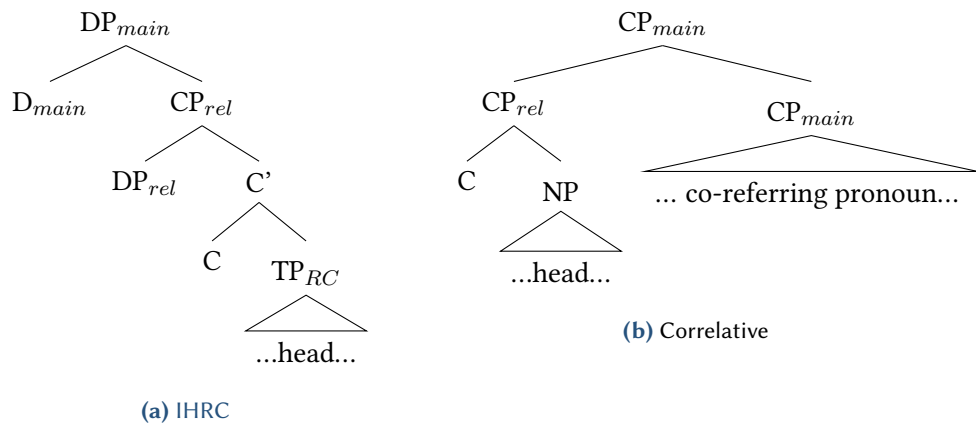 DP_main
D_main CP_rel
DP_rel C’
C TP_RC
...head...
(a) IHRC
CP_main
CP_rel CP_main
C NP ... co-referring pronoun...
...head...
(b) Correlative